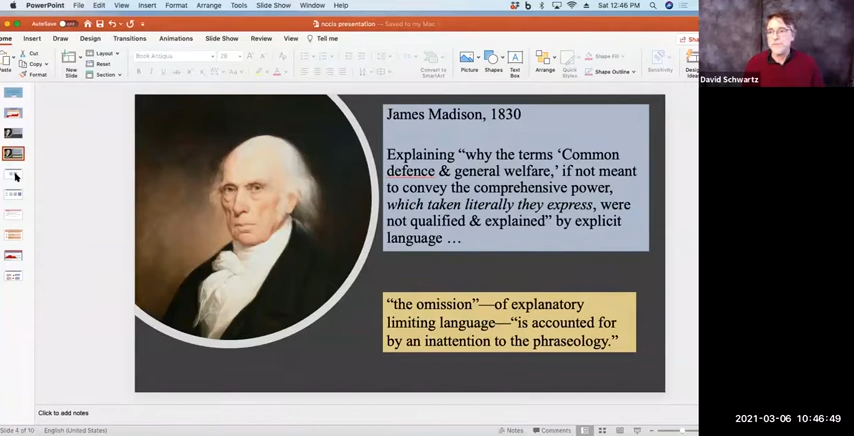 PowerPoint File Edit View Insert Format Arrange Tools Slide Show Window Help
Sat 12:46 PM
AutoSave OFF
nccis presentation — Saved to my Mac
Insert Draw Design Transitions Animations Slide Show Review View Tell me
Cut
Copy
Format
New Slide
Layout
Reset
Section
Book Antiqua
28
Convert to SmartArt
Picture
Shapes
Text Box
Arrange
Quick Styles
Shape Fill
Shape Outline
Sensitivity
James Madison, 1830
Explaining “why the terms ‘Common
defence & general welfare,’ if not meant
to convey the comprehensive power,
which taken literally they express, were
not qualified & explained” by explicit
language …
“the omission”—of explanatory
limiting language—“is accounted for
by an inattention to the phraseology.”
Click to add notes
Slide 4 of 10 English (United States)
Notes
Comments
David Schwartz
2021-03-06 10:46:49